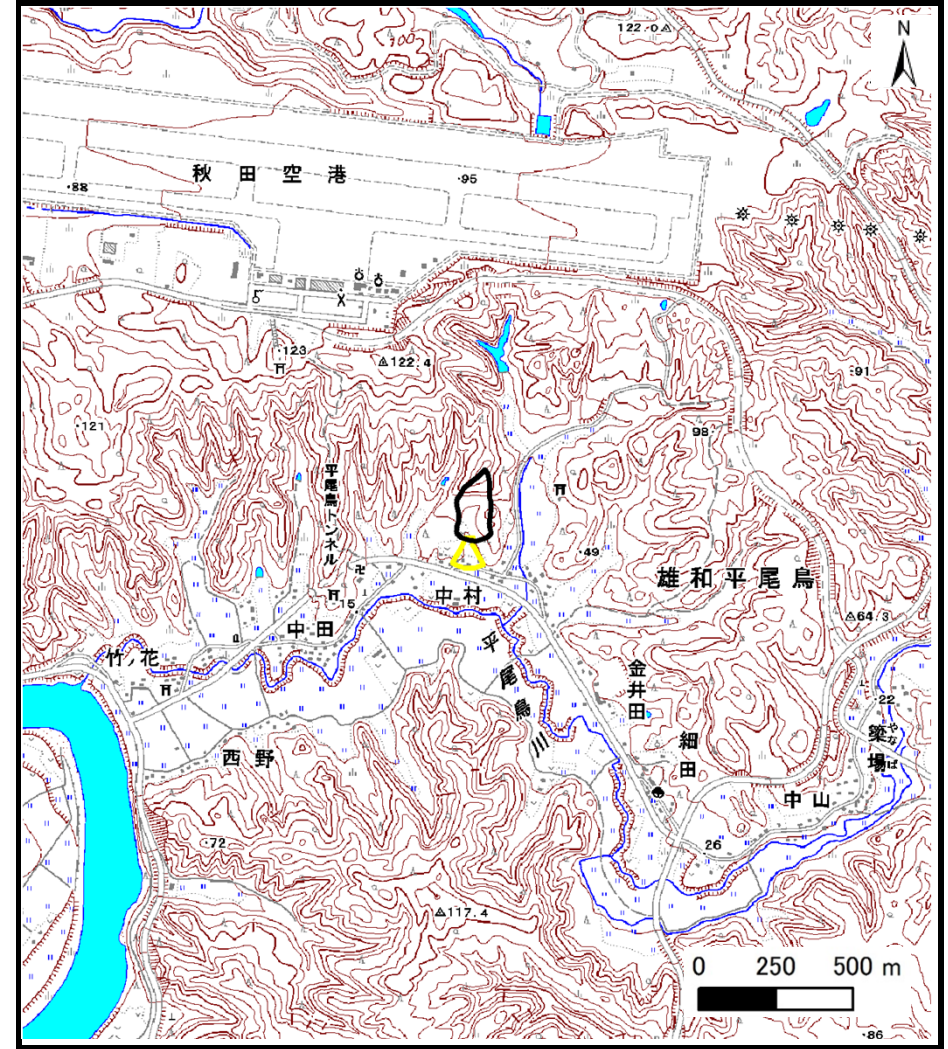 122.0
N
秋田空港
・95
・88
・123
122.4
・91
・121
98
平尾鳥トンネル
・49
雄和平尾鳥
中村
15
中田
64.3
竹ノ花
平尾鳥川
金井田
22
簗場
やなば
西野
細田
中山
・72
26
117.4
0 250 500 m
・86